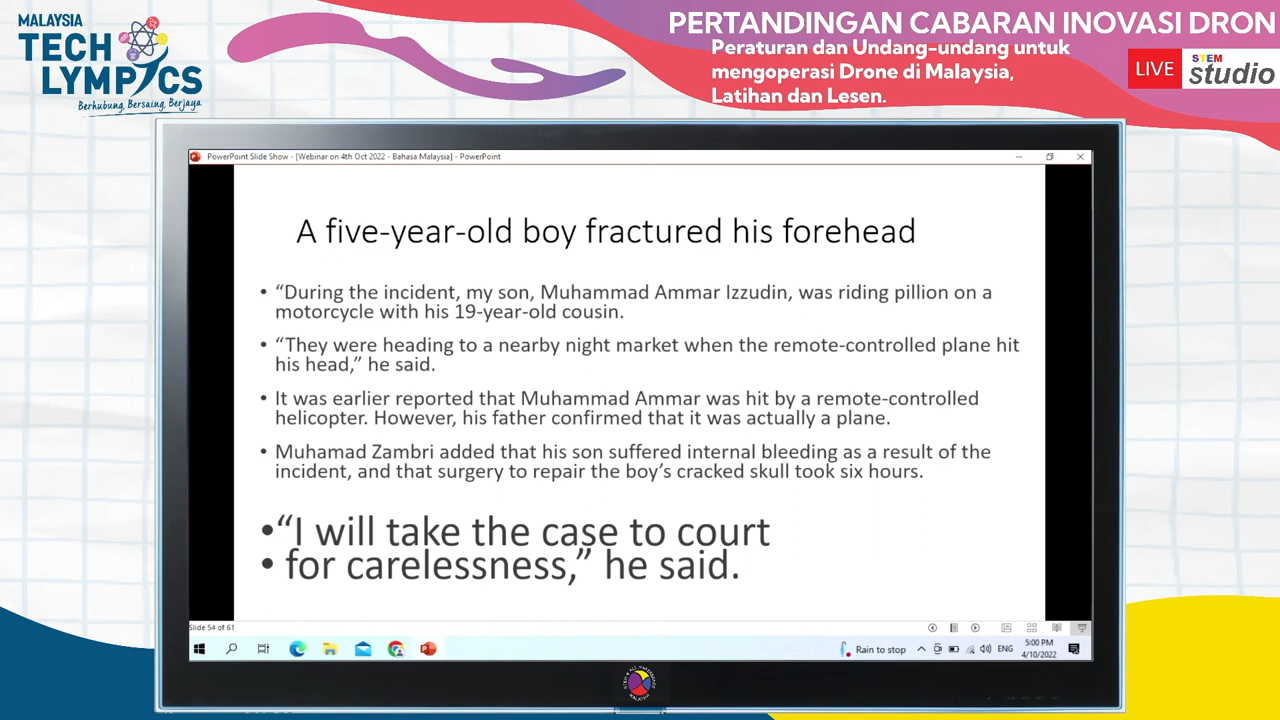 MALAYSIA
TECH
LYMPICS
Berhubung, Bersaing, Berjaya
PERTANDINGAN CABARAN INOVASI DRON
Peraturan dan Undang-undang untuk
mengoperasi Drone di Malaysia,
Latihan dan Lesen.
LIVE
STEM
studio
PowerPoint Slide Show - [Webinar on 4th Oct 2022 - Bahasa Malaysia] - PowerPoint
A five-year-old boy fractured his forehead
• “During the incident, my son, Muhammad Ammar Izzudin, was riding pillion on a
motorcycle with his 19-year-old cousin.
• “They were heading to a nearby night market when the remote-controlled plane hit
his head,” he said.
• It was earlier reported that Muhammad Ammar was hit by a remote-controlled
helicopter. However, his father confirmed that it was actually a plane.
• Muhamad Zambri added that his son suffered internal bleeding as a result of the
incident, and that surgery to repair the boy’s cracked skull took six hours.
•“I will take the case to court
• for carelessness,” he said.
Slide 54 of 61
Rain to stop
ENG
5:00 PM
4/10/2022